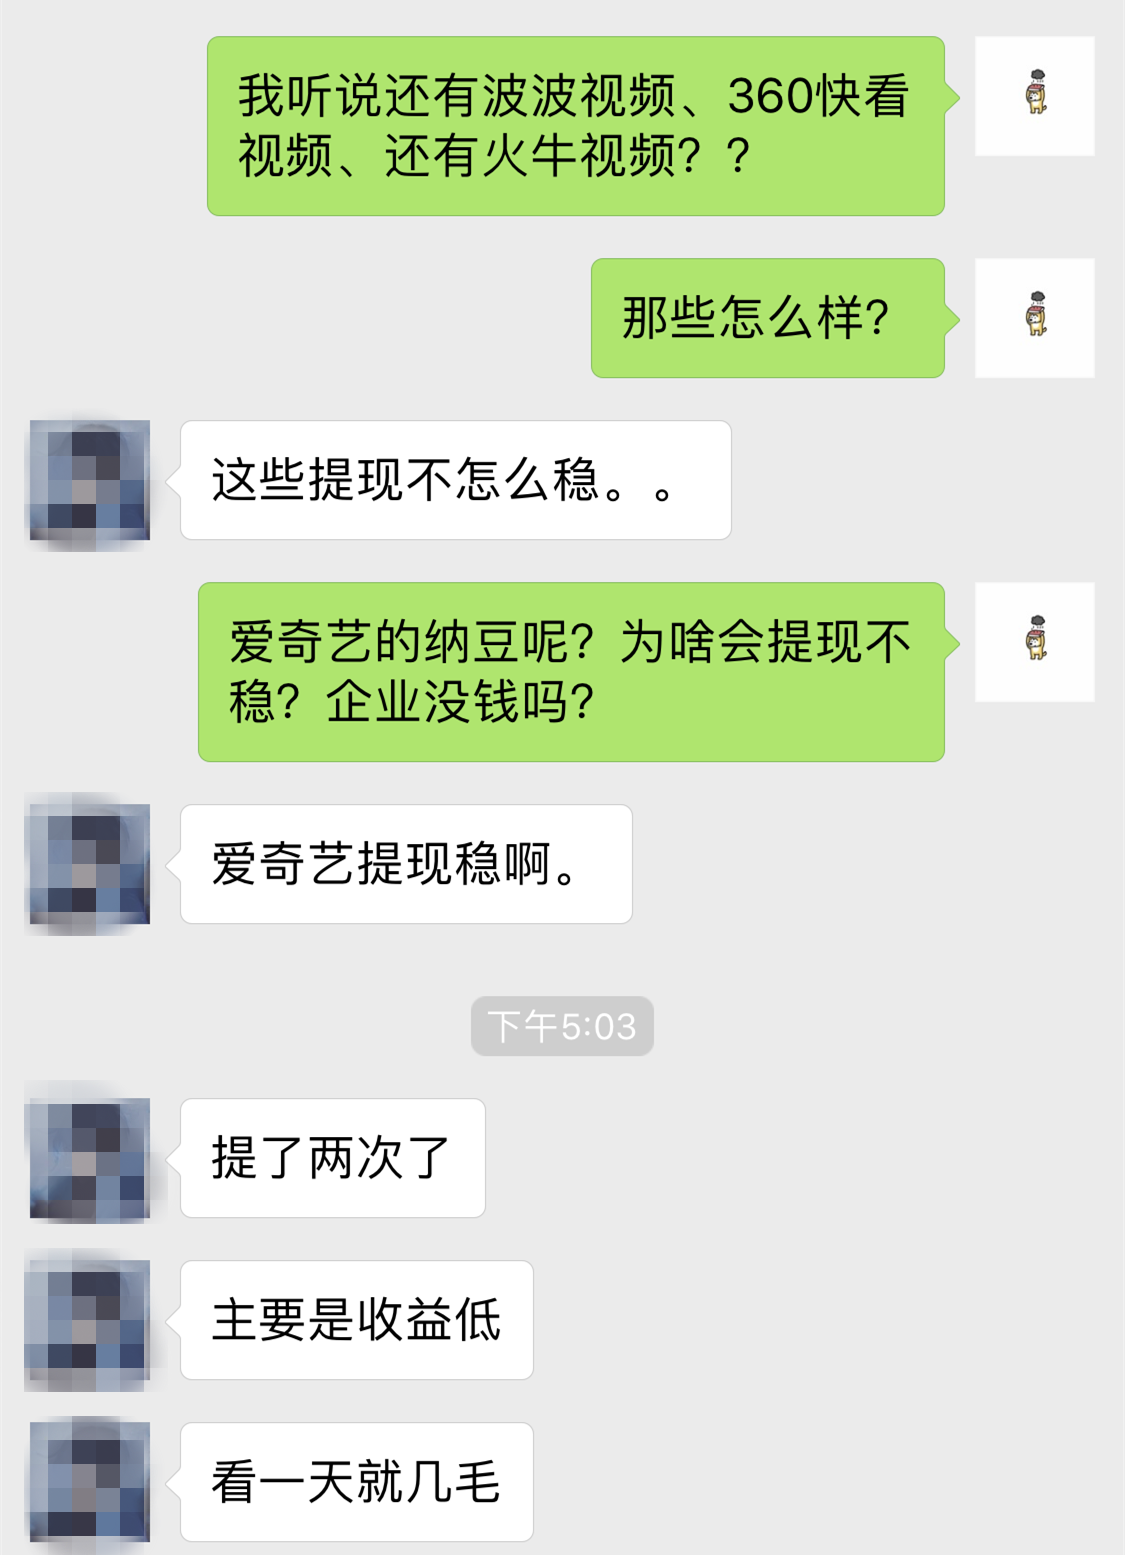 我听说还有波波视频、360快看
视频、还有火牛视频？？
那些怎么样？
这些提现不怎么稳。。
爱奇艺的纳豆呢？为啥会提现不
稳？企业没钱吗？
爱奇艺提现稳啊。
下午5:03
提了两次了
主要是收益低
看一天就几毛